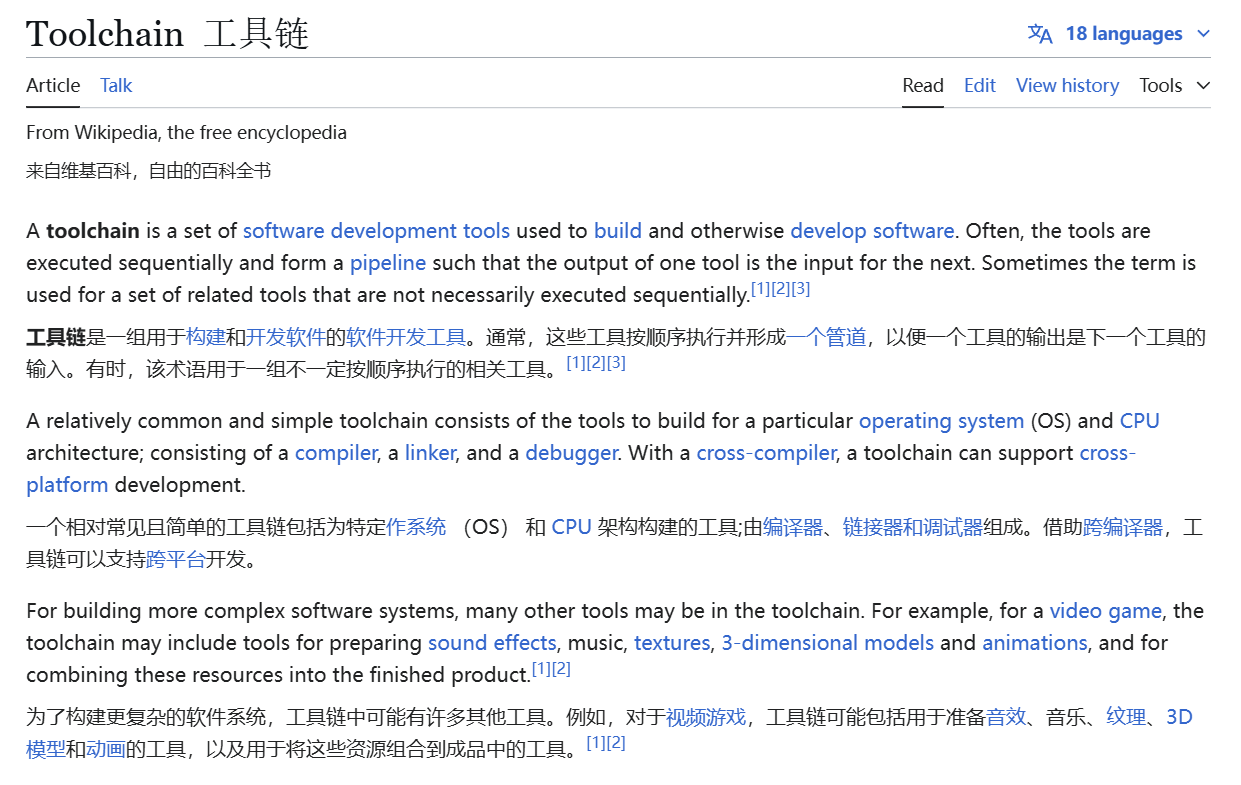 Toolchain 工具链
18 languages
Article Talk
Read Edit View history Tools
From Wikipedia, the free encyclopedia
来自维基百科，自由的百科全书
A toolchain is a set of software development tools used to build and otherwise develop software. Often, the tools are
executed sequentially and form a pipeline such that the output of one tool is the input for the next. Sometimes the term is
used for a set of related tools that are not necessarily executed sequentially.[1][2][3]
工具链是一组用于构建和开发软件的软件开发工具。通常，这些工具按顺序执行并形成一个管道，以便一个工具的输出是下一个工具的
输入。有时，该术语用于一组不一定按顺序执行的相关工具。[1][2][3]
A relatively common and simple toolchain consists of the tools to build for a particular operating system (OS) and CPU
architecture; consisting of a compiler, a linker, and a debugger. With a cross-compiler, a toolchain can support cross-
platform development.
一个相对常见且简单的工具链包括为特定作系统 （OS） 和 CPU 架构构建的工具;由编译器、链接器和调试器组成。借助跨编译器，工
具链可以支持跨平台开发。
For building more complex software systems, many other tools may be in the toolchain. For example, for a video game, the
toolchain may include tools for preparing sound effects, music, textures, 3-dimensional models and animations, and for
combining these resources into the finished product.[1][2]
为了构建更复杂的软件系统，工具链中可能有许多其他工具。例如，对于视频游戏，工具链可能包括用于准备音效、音乐、纹理、3D
模型和动画的工具，以及用于将这些资源组合到成品中的工具。[1][2]